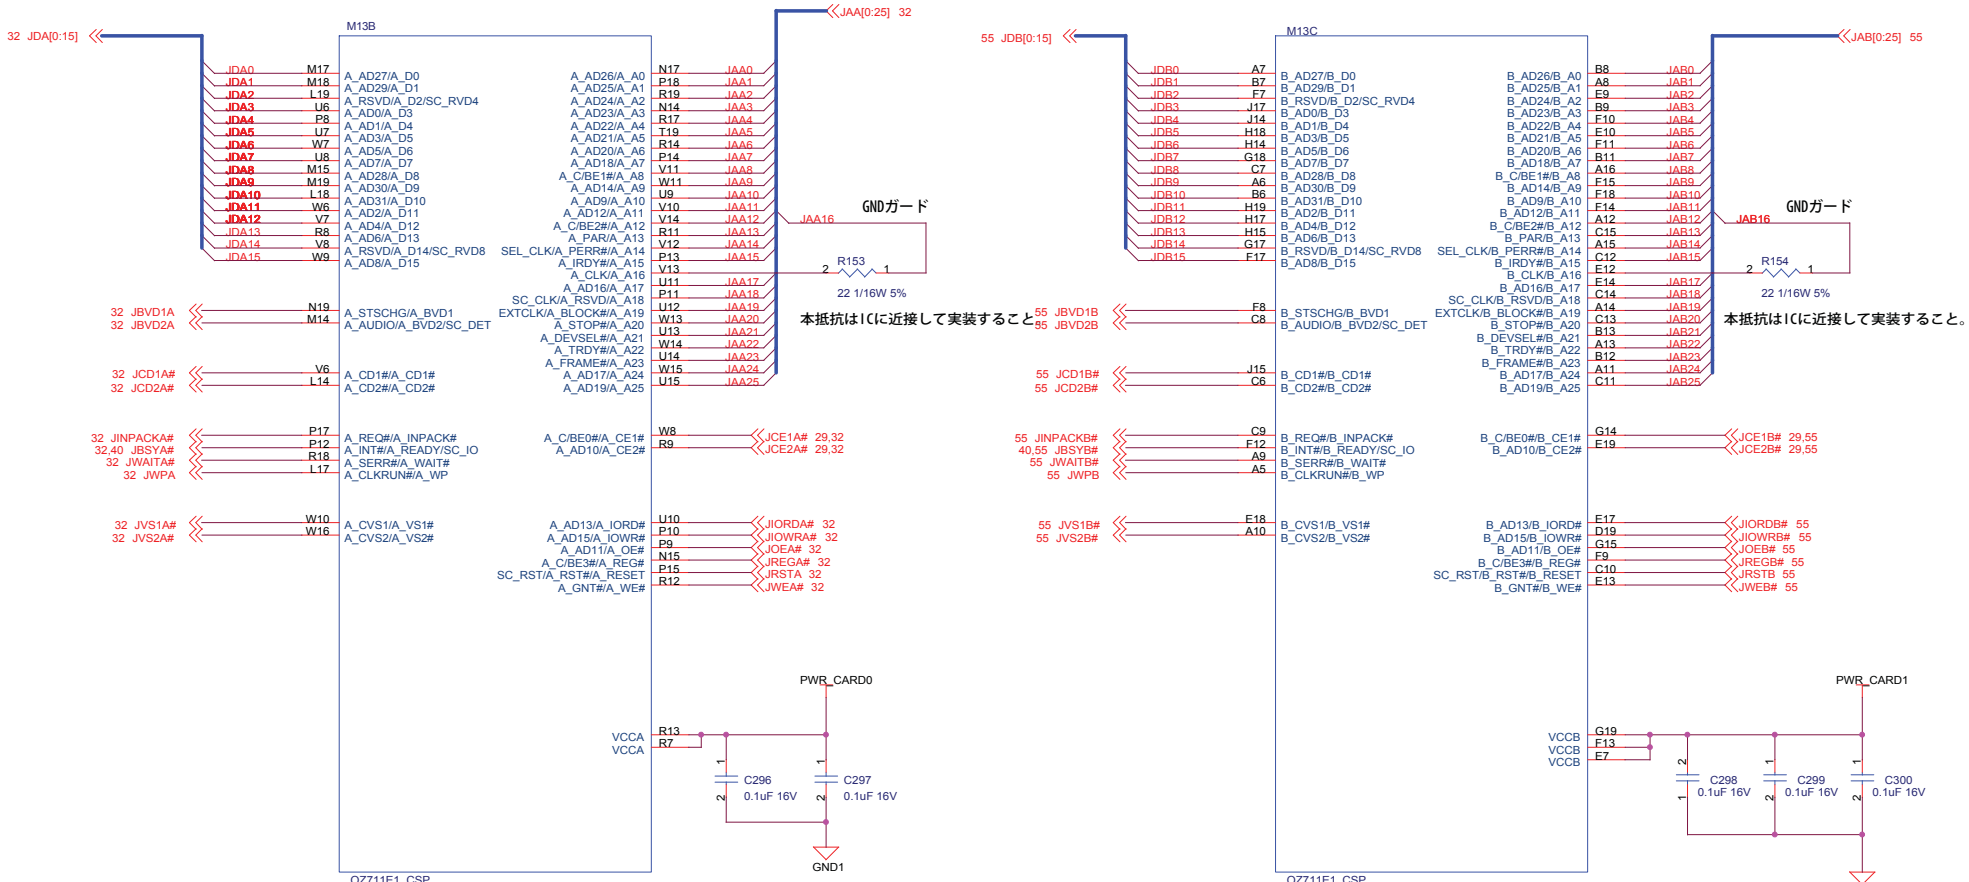 M13B
32 JDA[0:15]
JAA[0:25] 32
JDA0 M17 A_AD27/A_D0
JDA1 M18 A_AD29/A_D1
JDA2 L19 A_RSVD/A_D2/SC_RVD4
JDA3 U6 A_AD0/A_D3
JDA4 P8 A_AD1/A_D4
JDA5 U7 A_AD3/A_D5
JDA6 W7 A_AD5/A_D6
JDA7 U8 A_AD7/A_D7
JDA8 M15 A_AD28/A_D8
JDA9 M19 A_AD30/A_D9
JDA10 L18 A_AD31/A_D10
JDA11 W6 A_AD2/A_D11
JDA12 V7 A_AD4/A_D12
JDA13 R8 A_AD6/A_D13
JDA14 V8 A_RSVD/A_D14/SC_RVD8
JDA15 W9 A_AD8/A_D15
A_AD26/A_A0 N17 JAA0
A_AD25/A_A1 P18 JAA1
A_AD24/A_A2 R19 JAA2
A_AD23/A_A3 N14 JAA3
A_AD22/A_A4 R17 JAA4
A_AD21/A_A5 T19 JAA5
A_AD20/A_A6 R14 JAA6
A_AD18/A_A7 P14 JAA7
A_C/BE1#/A_A8 V11 JAA8
A_AD14/A_A9 W11 JAA9
A_AD9/A_A10 U9 JAA10
A_AD12/A_A11 V10 JAA11
A_C/BE2#/A_A12 V14 JAA12
A_PAR/A_A13 R11 JAA13
SEL_CLK/A_PERR#/A_A14 V12 JAA14
A_IRDY#/A_A15 P13 JAA15
A_CLK/A_A16 V13
A_AD16/A_A17 U11 JAA17
SC_CLK/A_RSVD/A_A18 P11 JAA18
EXTCLK/A_BLOCK#/A_A19 U12 JAA19
A_STOP#/A_A20 W13 JAA20
A_DEVSEL#/A_A21 U13 JAA21
A_TRDY#/A_A22 W14 JAA22
A_FRAME#/A_A23 U14 JAA23
A_AD17/A_A24 W15 JAA24
A_AD19/A_A25 U15 JAA25
JAA16
GNDガード
2 R153 1
22 1/16W 5%
本抵抗はICに近接して実装すること
32 JBVD1A N19 A_STSCHG/A_BVD1
32 JBVD2A M14 A_AUDIO/A_BVD2/SC_DET
32 JCD1A# V6 A_CD1#/A_CD1#
32 JCD2A# L14 A_CD2#/A_CD2#
32 JINPACKA# P17 A_REQ#/A_INPACK#
32,40 JBSYA# P12 A_INT#/A_READY/SC_IO
32 JWAITA# R18 A_SERR#/A_WAIT#
32 JWPA L17 A_CLKRUN#/A_WP
A_C/BE0#/A_CE1# W8 JCE1A# 29,32
A_AD10/A_CE2# R9 JCE2A# 29,32
32 JVS1A# W10 A_CVS1/A_VS1#
32 JVS2A# W16 A_CVS2/A_VS2#
A_AD13/A_IORD# U10 JIORDA# 32
A_AD15/A_IOWR# P10 JIOWRA# 32
A_AD11/A_OE# P9 JOEA# 32
A_C/BE3#/A_REG# N15 JREGA# 32
SC_RST/A_RST#/A_RESET P15 JRSTA 32
A_GNT#/A_WE# R12 JWEA# 32
PWR_CARD0
VCCA R13
VCCA R7
1 C296 2
0.1uF 16V
1 C297 2
0.1uF 16V
GND1
OZ711E1_CSP
M13C
55 JDB[0:15]
JAB[0:25] 55
JDB0 A7 B_AD27/B_D0
JDB1 B7 B_AD29/B_D1
JDB2 F7 B_RSVD/B_D2/SC_RVD4
JDB3 J17 B_AD0/B_D3
JDB4 J14 B_AD1/B_D4
JDB5 H18 B_AD3/B_D5
JDB6 H14 B_AD5/B_D6
JDB7 G18 B_AD7/B_D7
JDB8 C7 B_AD28/B_D8
JDB9 A6 B_AD30/B_D9
JDB10 B6 B_AD31/B_D10
JDB11 H19 B_AD2/B_D11
JDB12 H17 B_AD4/B_D12
JDB13 H15 B_AD6/B_D13
JDB14 G17 B_RSVD/B_D14/SC_RVD8
JDB15 F17 B_AD8/B_D15
B_AD26/B_A0 B8 JAB0
B_AD25/B_A1 A8 JAB1
B_AD24/B_A2 E9 JAB2
B_AD23/B_A3 B9 JAB3
B_AD22/B_A4 F10 JAB4
B_AD21/B_A5 E10 JAB5
B_AD20/B_A6 F11 JAB6
B_AD18/B_A7 B11 JAB7
B_C/BE1#/B_A8 A16 JAB8
B_AD14/B_A9 F15 JAB9
B_AD9/B_A10 F18 JAB10
B_AD12/B_A11 F14 JAB11
B_C/BE2#/B_A12 A12 JAB12
B_PAR/B_A13 C15 JAB13
SEL_CLK/B_PERR#/B_A14 A15 JAB14
B_IRDY#/B_A15 C12 JAB15
B_CLK/B_A16 E12
B_AD16/B_A17 E14 JAB17
SC_CLK/B_RSVD/B_A18 C14 JAB18
EXTCLK/B_BLOCK#/B_A19 A14 JAB19
B_STOP#/B_A20 C13 JAB20
B_DEVSEL#/B_A21 B13 JAB21
B_TRDY#/B_A22 A13 JAB22
B_FRAME#/B_A23 B12 JAB23
B_AD17/B_A24 A11 JAB24
B_AD19/B_A25 C11 JAB25
JAB16
GNDガード
2 R154 1
22 1/16W 5%
本抵抗はICに近接して実装すること。
55 JBVD1B F8 B_STSCHG/B_BVD1
55 JBVD2B C8 B_AUDIO/B_BVD2/SC_DET
55 JCD1B# J15 B_CD1#/B_CD1#
55 JCD2B# C6 B_CD2#/B_CD2#
55 JINPACKB# C9 B_REQ#/B_INPACK#
40,55 JBSYB# F12 B_INT#/B_READY/SC_IO
55 JWAITB# A9 B_SERR#/B_WAIT#
55 JWPB A5 B_CLKRUN#/B_WP
B_C/BE0#/B_CE1# G14 JCE1B# 29,55
B_AD10/B_CE2# E19 JCE2B# 29,55
55 JVS1B# E18 B_CVS1/B_VS1#
55 JVS2B# A10 B_CVS2/B_VS2#
B_AD13/B_IORD# E17 JIORDB# 55
B_AD15/B_IOWR# D19 JIOWRB# 55
B_AD11/B_OE# G15 JOEB# 55
B_C/BE3#/B_REG# F9 JREGB# 55
SC_RST/B_RST#/B_RESET C10 JRSTB 55
B_GNT#/B_WE# E13 JWEB# 55
PWR_CARD1
VCCB G19
VCCB F13
VCCB E7
2 C298 1
0.1uF 16V
1 C299 2
0.1uF 16V
1 C300 2
0.1uF 16V
OZ711E1_CSP